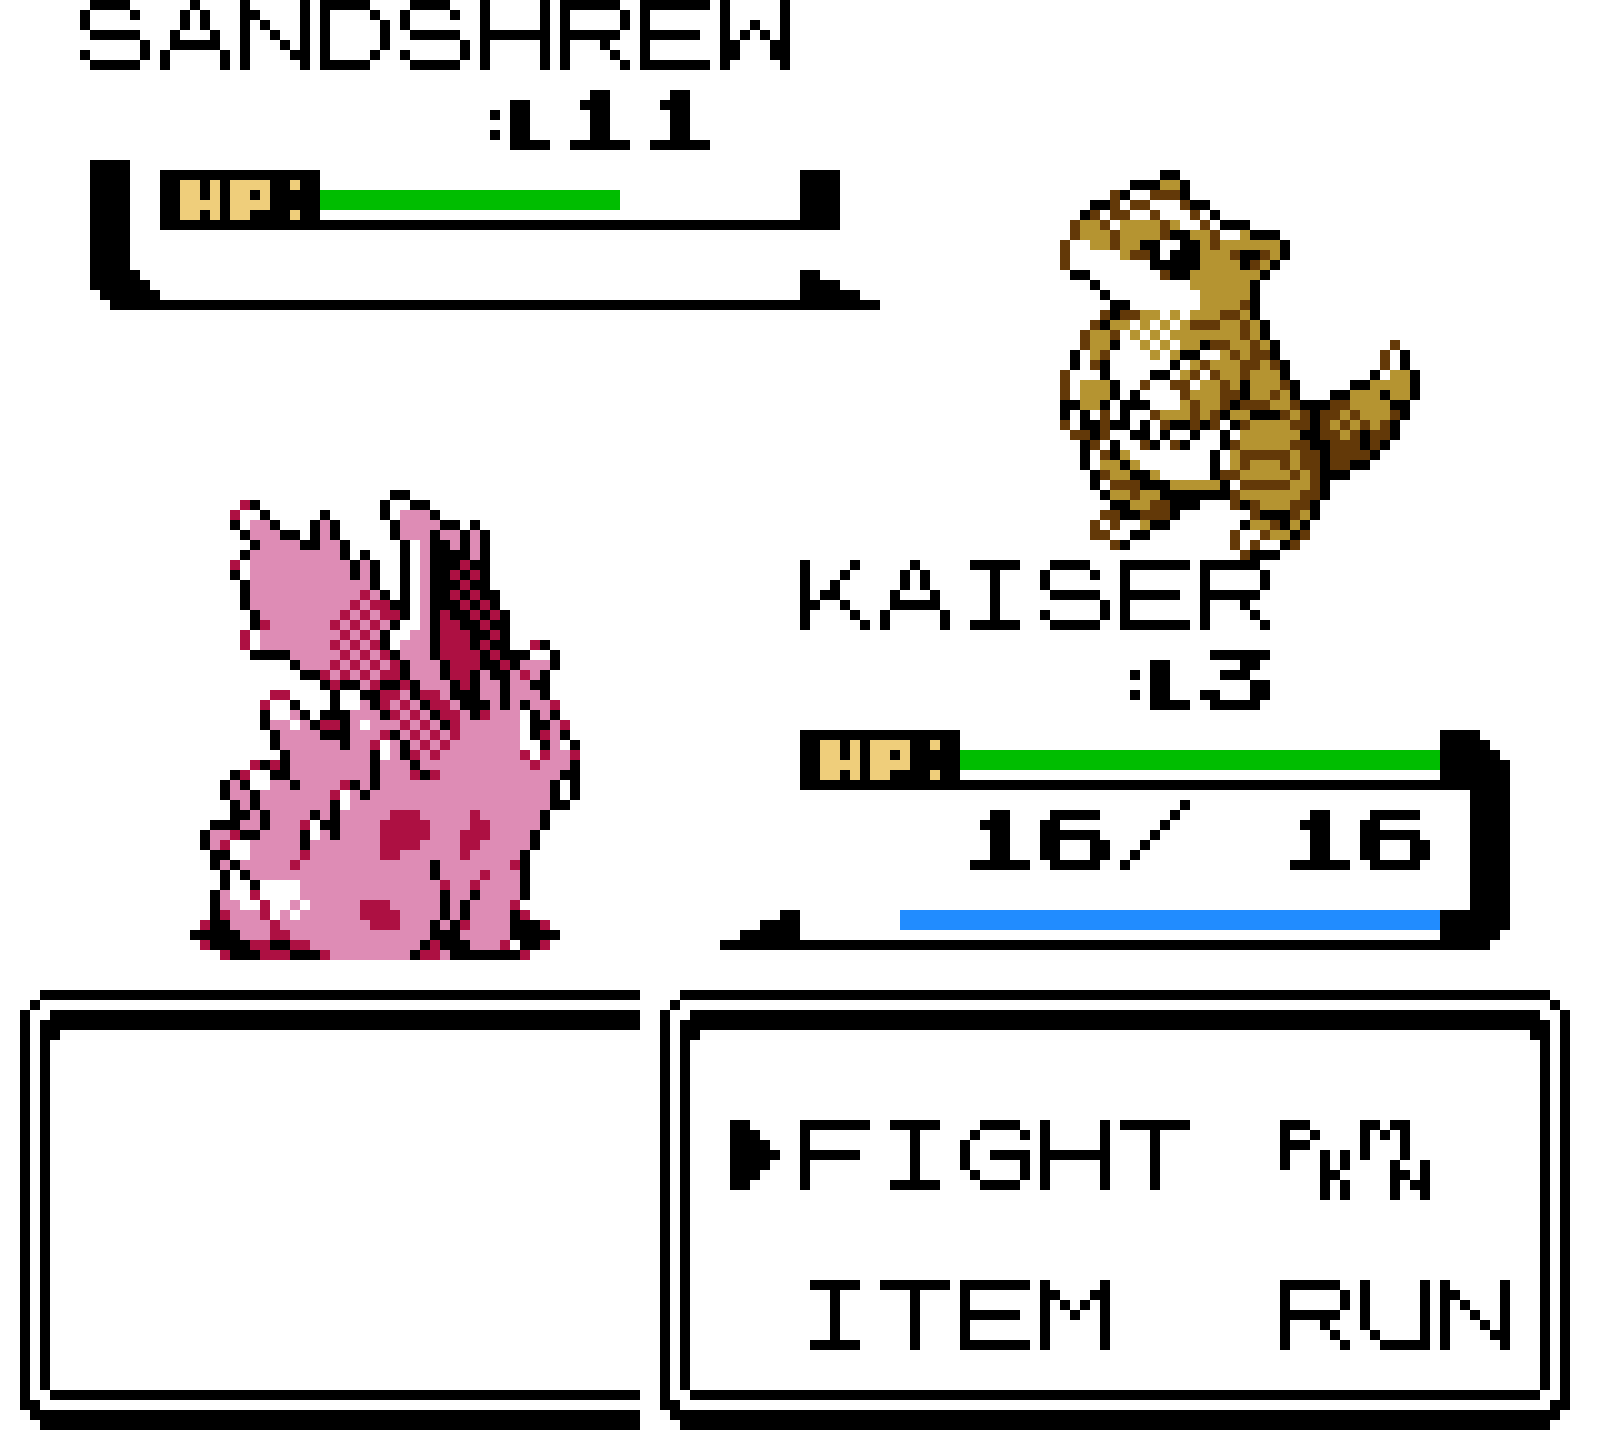 SANDSHREW
:L11
HP:
KAISER
:L3
HP:
16/ 16
▶FIGHT PKMN
ITEM RUN